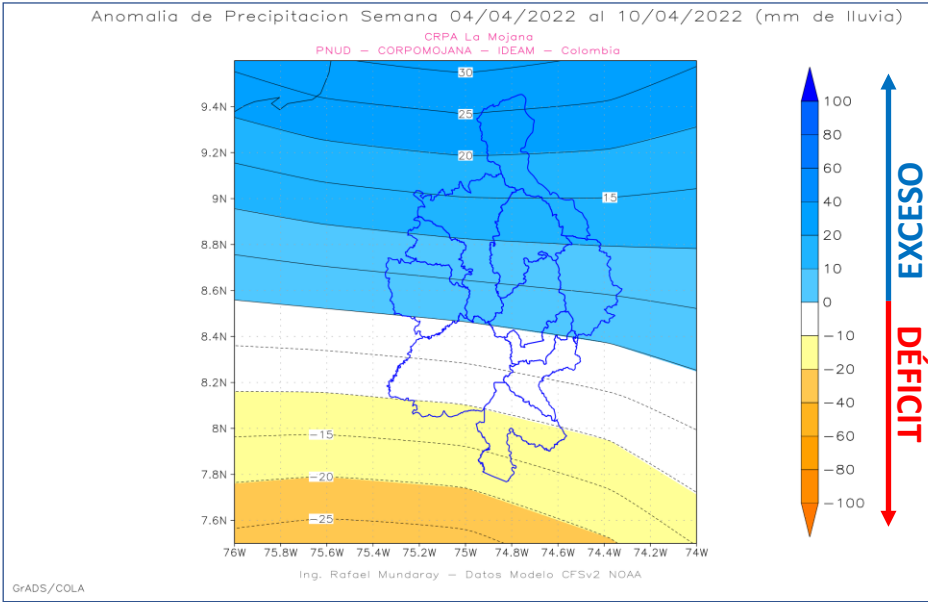 Anomalia de Precipitacion Semana 04/04/2022 al 10/04/2022 (mm de lluvia)
CRPA La Mojana
PNUD – CORPOMOJANA – IDEAM – Colombia
30
25
20
15
-15
-20
-25
9.4N
9.2N
9N
8.8N
8.6N
8.4N
8.2N
8N
7.8N
7.6N
76W 75.8W 75.6W 75.4W 75.2W 75W 74.8W 74.6W 74.4W 74.2W 74W
100
80
60
40
20
10
0
-10
-20
-40
-60
-80
-100
EXCESO
DÉFICIT
Ing. Rafael Mundaray – Datos Modelo CFSv2 NOAA
GrADS/COLA